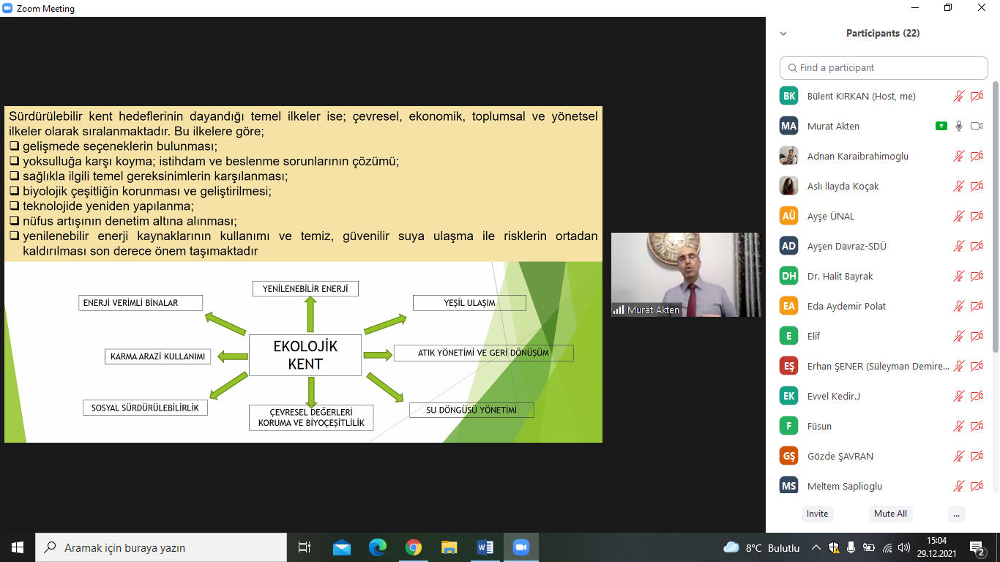 Zoom Meeting
Sürdürülebilir kent hedeflerinin dayandığı temel ilkeler ise; çevresel, ekonomik, toplumsal ve yönetsel
ilkeler olarak sıralanmaktadır. Bu ilkelere göre;
❑ gelişmede seçeneklerin bulunması;
❑ yoksulluğa karşı koyma; istihdam ve beslenme sorunlarının çözümü;
❑ sağlıkla ilgili temel gereksinimlerin karşılanması;
❑ biyolojik çeşitliğin korunması ve geliştirilmesi;
❑ teknolojide yeniden yapılanma;
❑ nüfus artışının denetim altına alınması;
❑ yenilenebilir enerji kaynaklarının kullanımı ve temiz, güvenilir suya ulaşma ile risklerin ortadan
kaldırılması son derece önem taşımaktadır
YENİLENEBİLİR ENERJİ
ENERJİ VERİMLİ BİNALAR
YEŞİL ULAŞIM
EKOLOJİK
KENT
KARMA ARAZİ KULLANIMI
ATIK YÖNETİMİ VE GERİ DÖNÜŞÜM
SOSYAL SÜRDÜRÜLEBİLİRLİK
ÇEVRESEL DEĞERLERİ
KORUMA VE BİYOÇEŞİTLİLİK
SU DÖNGÜSÜ YÖNETİMİ
Murat Akten
Participants (22)
Find a participant
BK Bülent KIRKAN (Host, me)
MA Murat Akten
Adnan Karaibrahimoglu
Aslı İlayda Koçak
AÜ Ayşe ÜNAL
AD Ayşen Davraz-SDÜ
DH Dr. Halit Bayrak
EA Eda Aydemir Polat
E Elif
EŞ Erhan ŞENER (Süleyman Demire...
EK Evvel Kedir.J
F Füsun
GŞ Gözde ŞAVRAN
MS Meltem Saplioglu
Invite
Mute All
...
Aramak için buraya yazın
8°C Bulutlu
15:04
29.12.2021
2